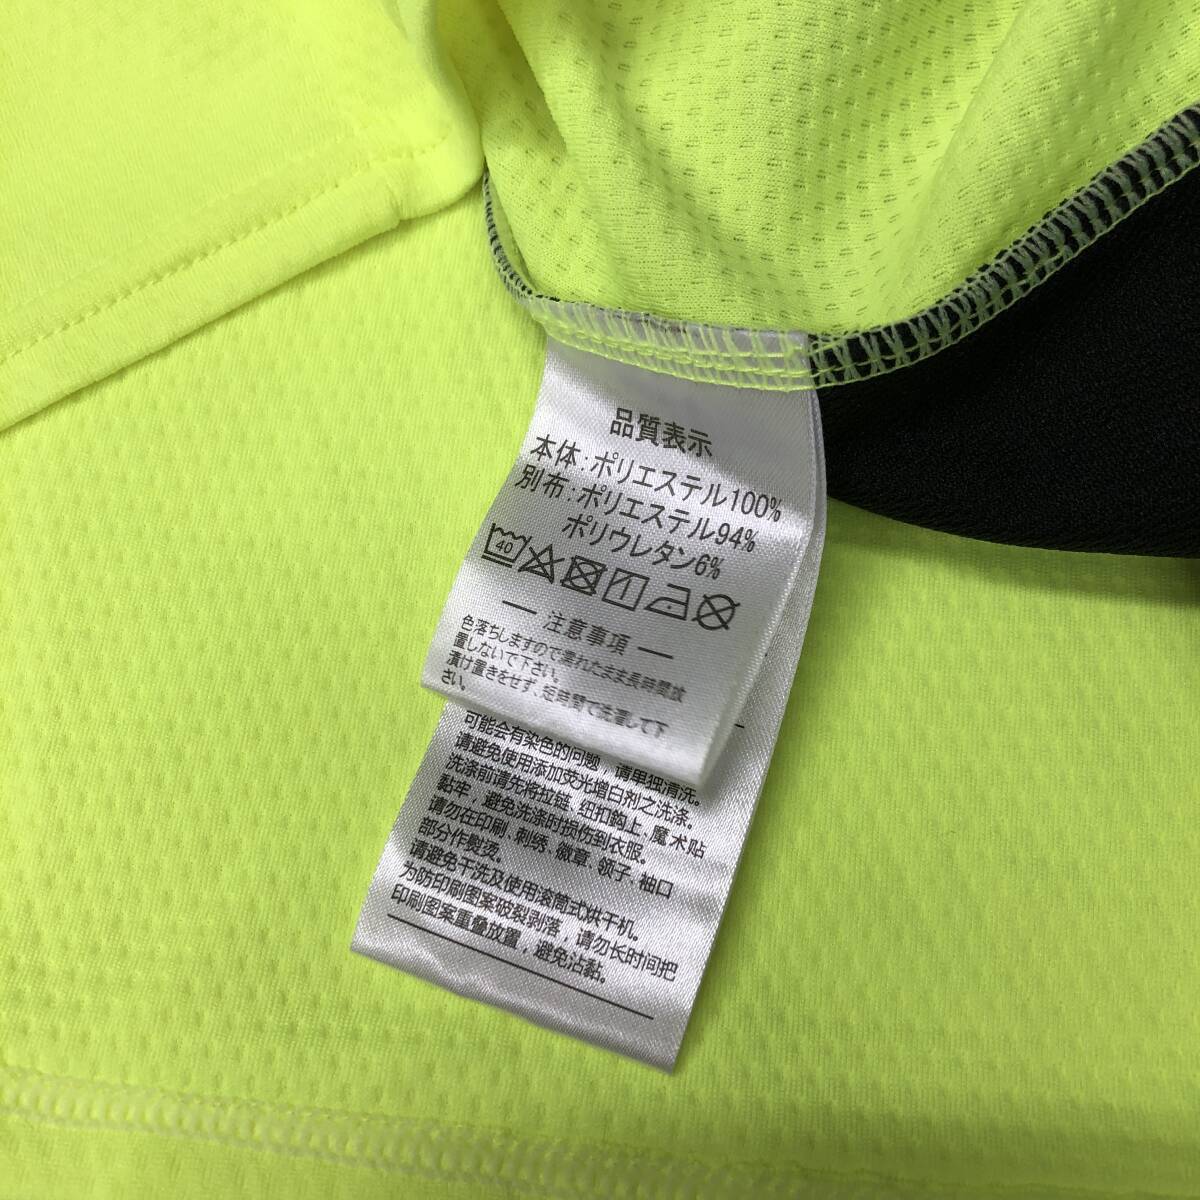 品質表示
本体:ポリエステル100%
別布:ポリエステル94%
ポリウレタン6%
40
— 注意事項 —
色落ちしますので濡れたまま長時間放
置しないで下さい。
漬け置きをせず、短時間で洗濯して下
さい。
可能会有染色的问题,请单独清洗。
请避免使用添加荧光增白剂之洗涤。
洗涤前请先将拉链、纽扣鈎上、魔术贴
黏牢,避免洗涤时损伤到衣服。
请勿在印刷、刺绣、徽章、领子、袖口
部分作熨烫。
请避免干洗及使用滚筒式烘干机。
为防印刷图案破裂剥落,请勿长时间把
印刷图案重叠放置,避免沾黏。